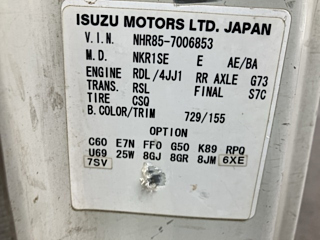 ISUZU MOTORS LTD. JAPAN
V.I.N. NHR85-7006853
M.D. NKR1SE E AE/BA
ENGINE RDL/4JJ1 RR AXLE G73
TRANS. RSL FINAL S7C
TIRE CSQ
B.COLOR/TRIM 729/155
OPTION
C60 E7N FF0 G50 K89 RPQ
U69 25W 8GJ 8GR 8JM 6XE
7SV